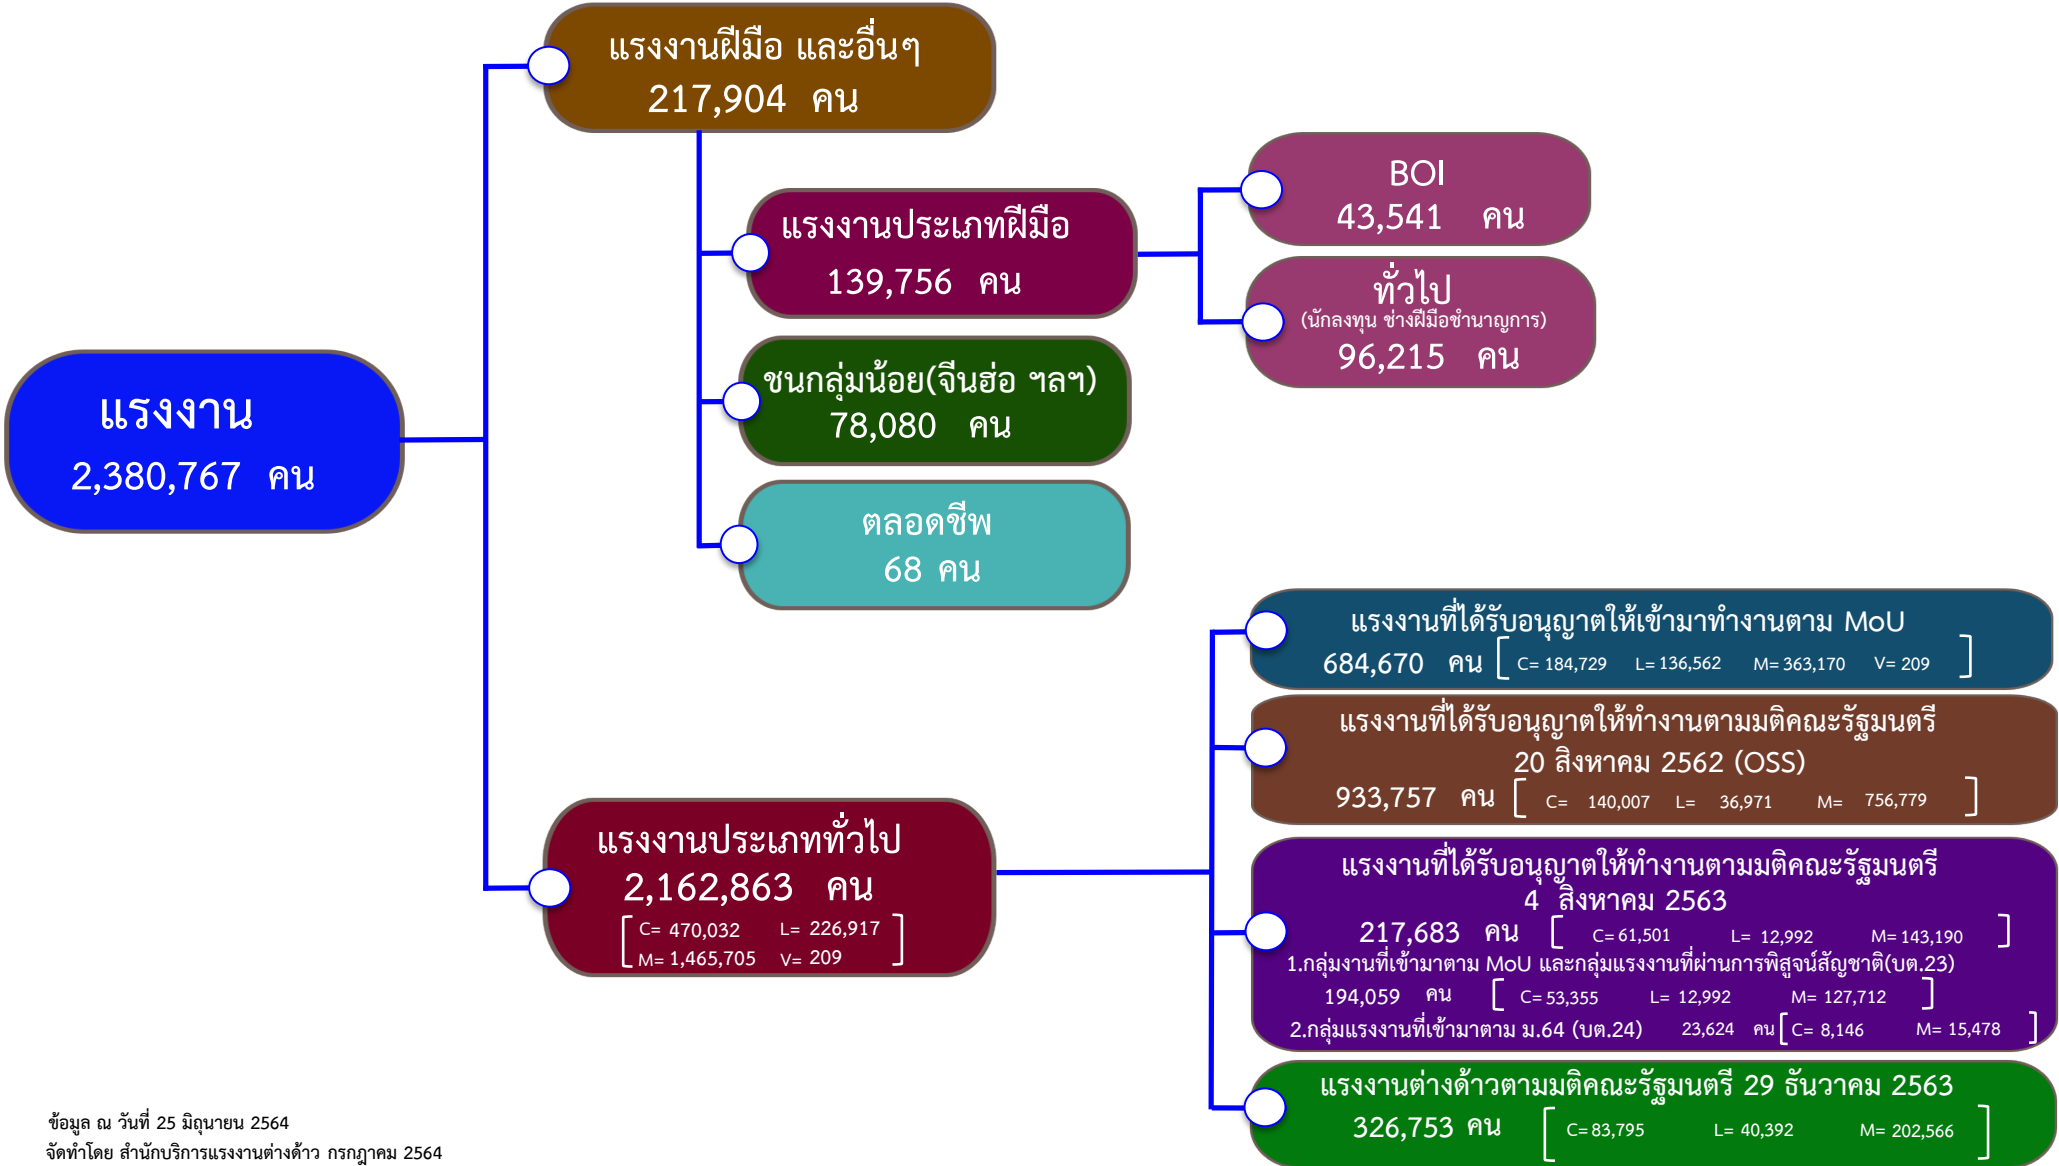 แรงงานฝีมือ และอื่นๆ
217,904 คน
BOI
43,541 คน
แรงงานประเภทฝีมือ
139,756 คน
ทั่วไป
(นักลงทุน ช่างฝีมือชำนาญการ)
96,215 คน
ชนกลุ่มน้อย(จีนฮ่อ ฯลฯ)
78,080 คน
แรงงาน
2,380,767 คน
ตลอดชีพ
68 คน
แรงงานที่ได้รับอนุญาตให้เข้ามาทำงานตาม MoU
684,670 คน [ C= 184,729 L= 136,562 M= 363,170 V= 209 ]
แรงงานที่ได้รับอนุญาตให้ทำงานตามมติคณะรัฐมนตรี
20 สิงหาคม 2562 (OSS)
933,757 คน [ C= 140,007 L= 36,971 M= 756,779 ]
แรงงานประเภททั่วไป
2,162,863 คน
[ C= 470,032 L= 226,917
M= 1,465,705 V= 209 ]
แรงงานที่ได้รับอนุญาตให้ทำงานตามมติคณะรัฐมนตรี
4 สิงหาคม 2563
217,683 คน [ C= 61,501 L= 12,992 M= 143,190 ]
1.กลุ่มงานที่เข้ามาตาม MoU และกลุ่มแรงงานที่ผ่านการพิสูจน์สัญชาติ(บต.23)
194,059 คน [ C= 53,355 L= 12,992 M= 127,712 ]
2.กลุ่มแรงงานที่เข้ามาตาม ม.64 (บต.24) 23,624 คน [ C= 8,146 M= 15,478 ]
แรงงานต่างด้าวตามมติคณะรัฐมนตรี 29 ธันวาคม 2563
326,753 คน [ C= 83,795 L= 40,392 M= 202,566 ]
ข้อมูล ณ วันที่ 25 มิถุนายน 2564
จัดทำโดย สำนักบริการแรงงานต่างด้าว กรกฎาคม 2564